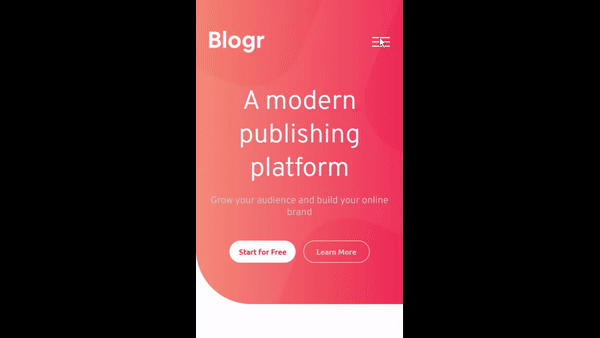 Blogr
A modern
publishing
platform
Grow your audience and build your online
brand
Start for Free
Learn More